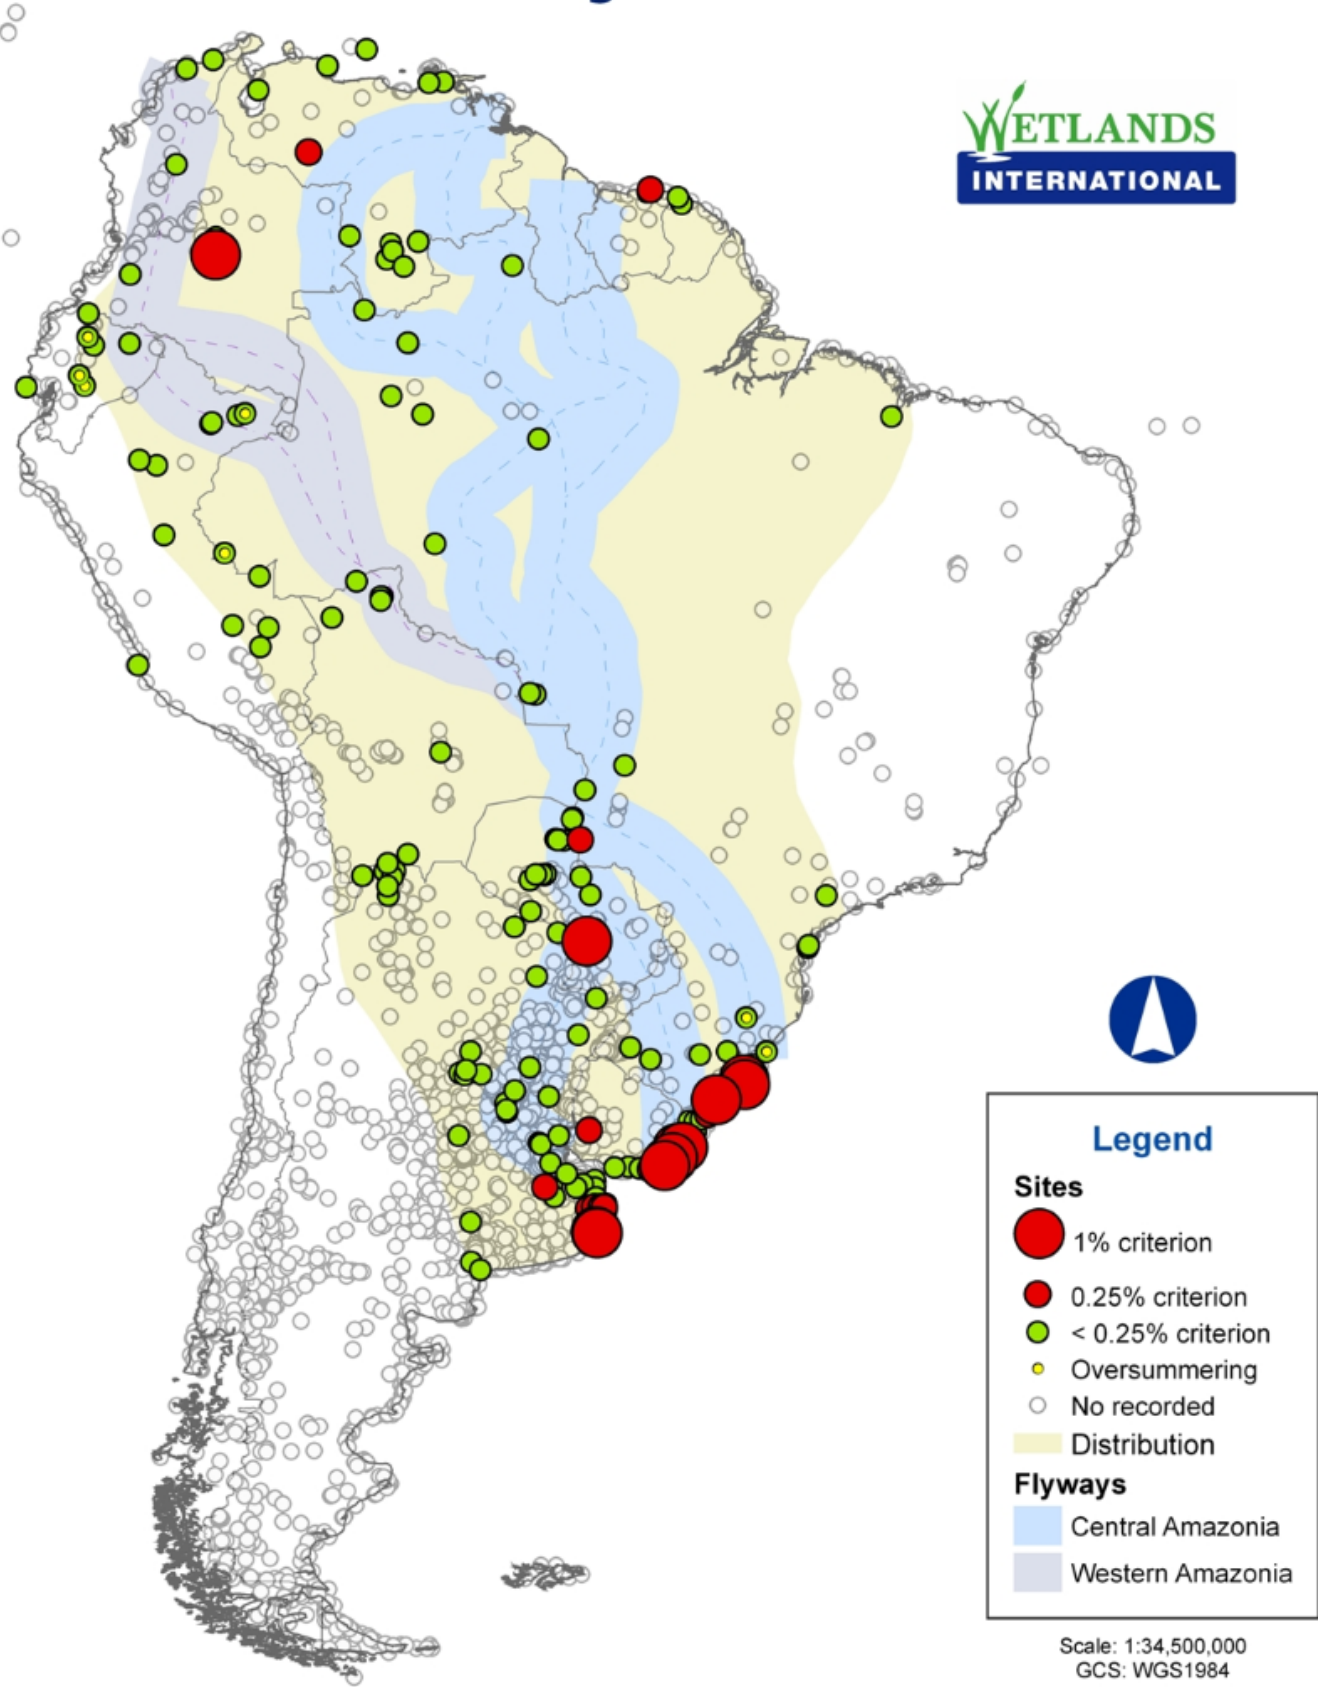 WETLANDS
INTERNATIONAL
Legend
Sites
1% criterion
0.25% criterion
< 0.25% criterion
Oversummering
No recorded
Distribution
Flyways
Central Amazonia
Western Amazonia
Scale: 1:34,500,000
GCS: WGS1984